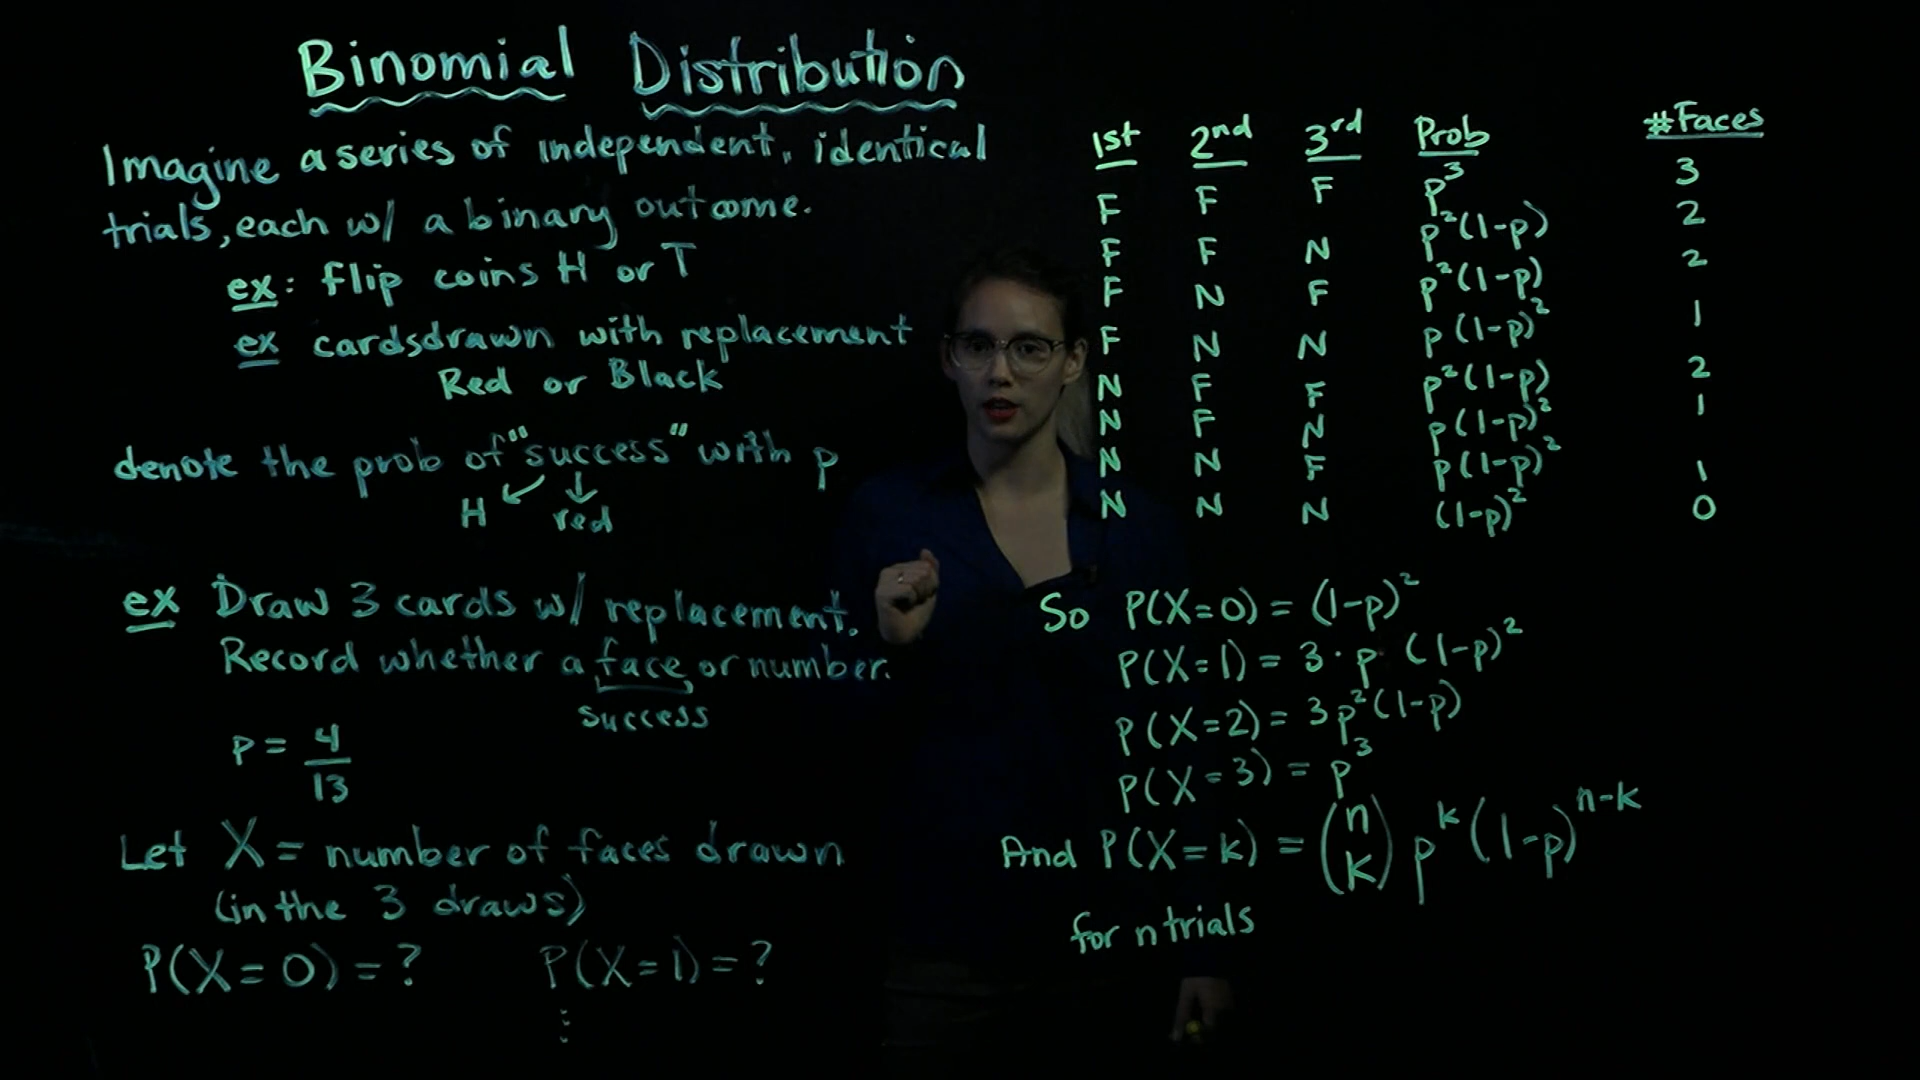 Binomial Distribution
Imagine a series of independent, identical
trials, each w/ a binary outcome.
ex: flip coins H or T
ex cards drawn with replacement
Red or Black
denote the prob of "success" with p
H red
ex Draw 3 cards w/ replacement.
Record whether a face or number.
success
p = 4/13
Let X = number of faces drawn
(in the 3 draws)
P(X=0) = ? P(X=1) = ?
⋮
1st 2nd 3rd Prob #Faces
F F F p³ 3
F F N p²(1-p) 2
F N F p²(1-p) 2
F N N p(1-p)² 1
N F F p²(1-p) 2
N F N p(1-p)² 1
N N F p(1-p)² 1
N N N (1-p)² 0
So P(X=0) = (1-p)²
P(X=1) = 3·p (1-p)²
P(X=2) = 3p²(1-p)
P(X=3) = p³
And P(X=k) = (n k) p^k (1-p)^n-k
for n trials